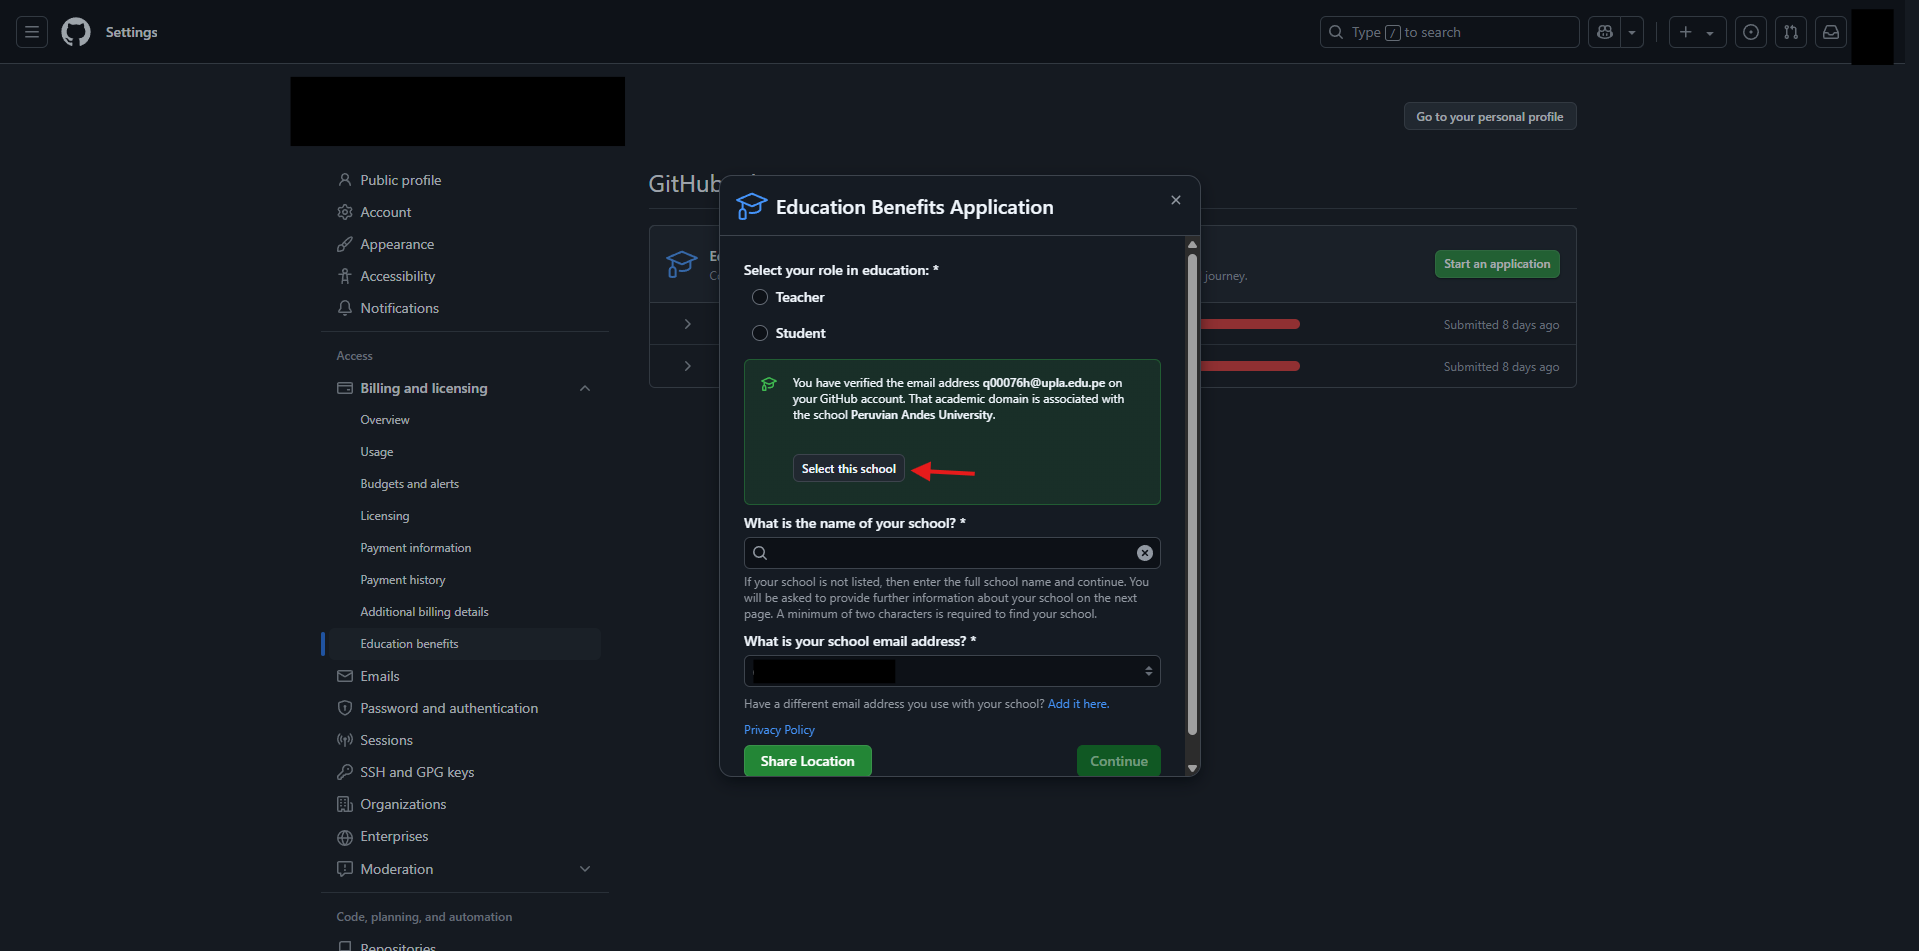 Settings
Type / to search
Go to your personal profile
Public profile
Account
Appearance
Accessibility
Notifications
Access
Billing and licensing
Overview
Usage
Budgets and alerts
Licensing
Payment information
Payment history
Additional billing details
Education benefits
Emails
Password and authentication
Sessions
SSH and GPG keys
Organizations
Enterprises
Moderation
Code, planning, and automation
Repositories
GitHub
journey.
Start an application
Submitted 8 days ago
Submitted 8 days ago
Education Benefits Application
Select your role in education: *
Teacher
Student
You have verified the email address q00076h@upla.edu.pe on
your GitHub account. That academic domain is associated with
the school Peruvian Andes University.
Select this school
What is the name of your school? *
If your school is not listed, then enter the full school name and continue. You
will be asked to provide further information about your school on the next
page. A minimum of two characters is required to find your school.
What is your school email address? *
Have a different email address you use with your school? Add it here.
Privacy Policy
Share Location
Continue